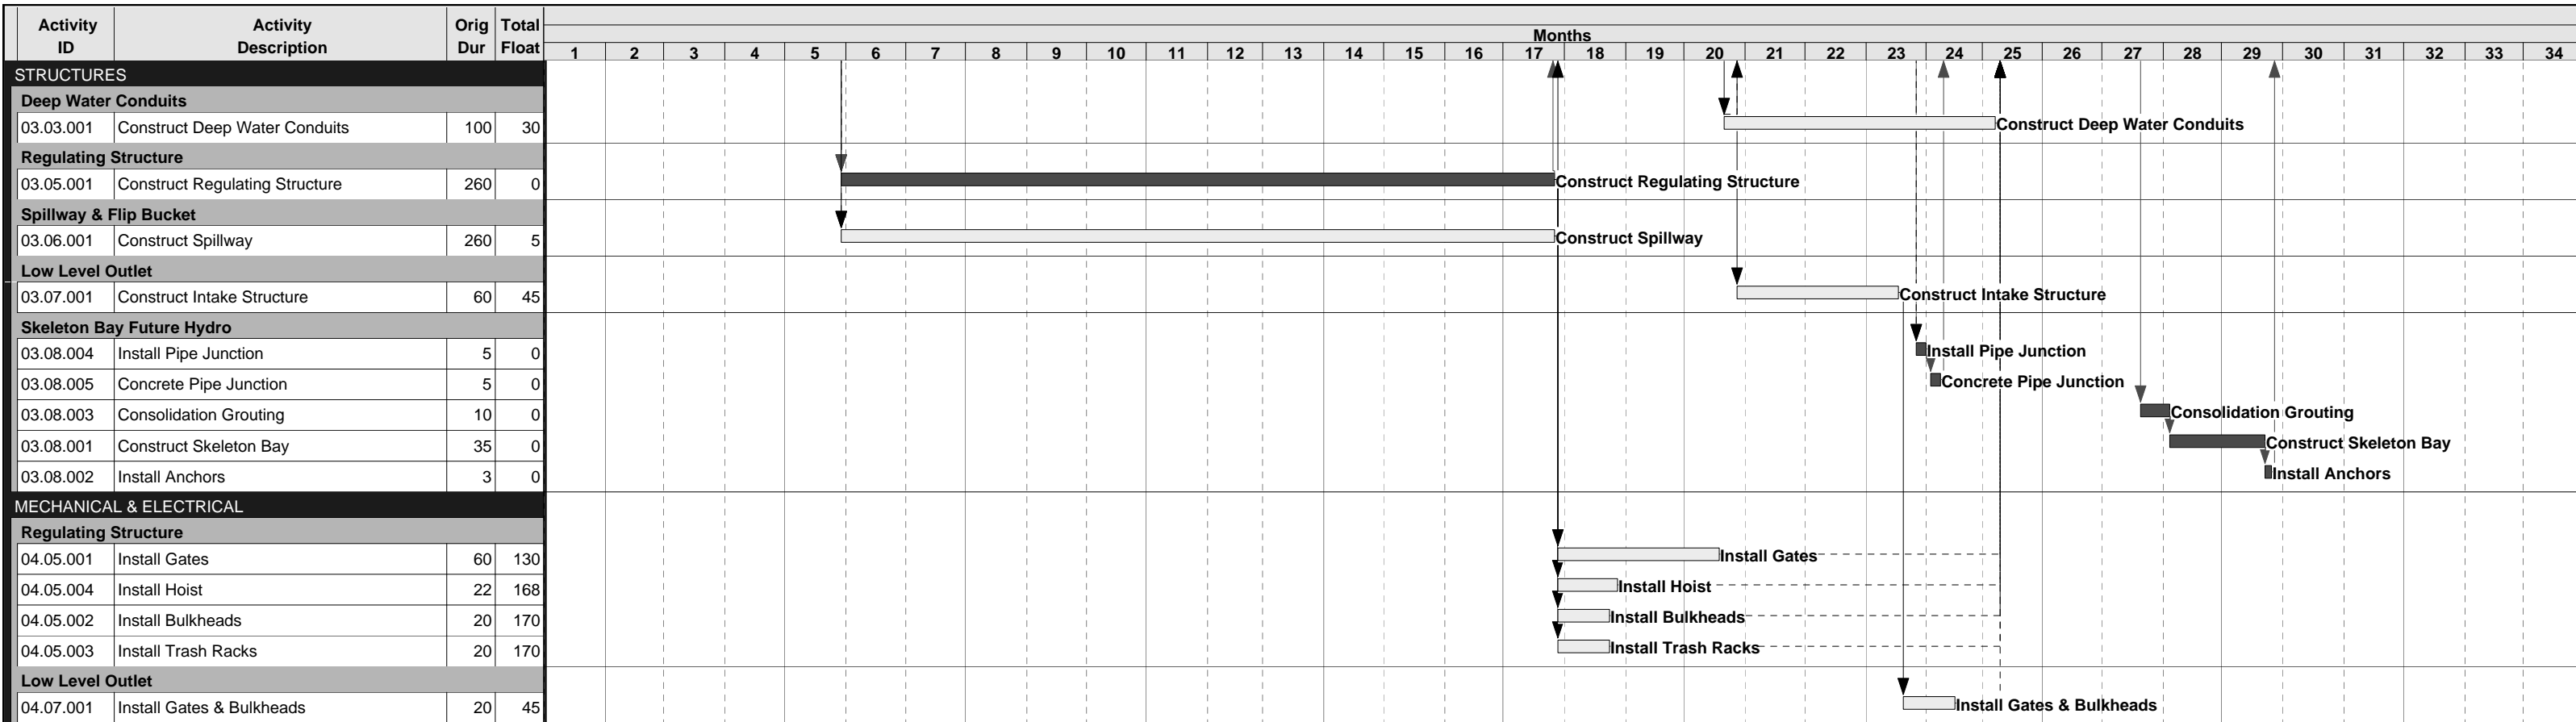 Activity ID Activity Description Orig Dur Total Float
Months
1 2 3 4 5 6 7 8 9 10 11 12 13 14 15 16 17 18 19 20 21 22 23 24 25 26 27 28 29 30 31 32 33 34
STRUCTURES
Deep Water Conduits
03.03.001 Construct Deep Water Conduits 100 30 Construct Deep Water Conduits
Regulating Structure
03.05.001 Construct Regulating Structure 260 0 Construct Regulating Structure
Spillway & Flip Bucket
03.06.001 Construct Spillway 260 5 Construct Spillway
Low Level Outlet
03.07.001 Construct Intake Structure 60 45 Construct Intake Structure
Skeleton Bay Future Hydro
03.08.004 Install Pipe Junction 5 0 Install Pipe Junction
03.08.005 Concrete Pipe Junction 5 0 Concrete Pipe Junction
03.08.003 Consolidation Grouting 10 0 Consolidation Grouting
03.08.001 Construct Skeleton Bay 35 0 Construct Skeleton Bay
03.08.002 Install Anchors 3 0 Install Anchors
MECHANICAL & ELECTRICAL
Regulating Structure
04.05.001 Install Gates 60 130 Install Gates
04.05.004 Install Hoist 22 168 Install Hoist
04.05.002 Install Bulkheads 20 170 Install Bulkheads
04.05.003 Install Trash Racks 20 170 Install Trash Racks
Low Level Outlet
04.07.001 Install Gates & Bulkheads 20 45 Install Gates & Bulkheads